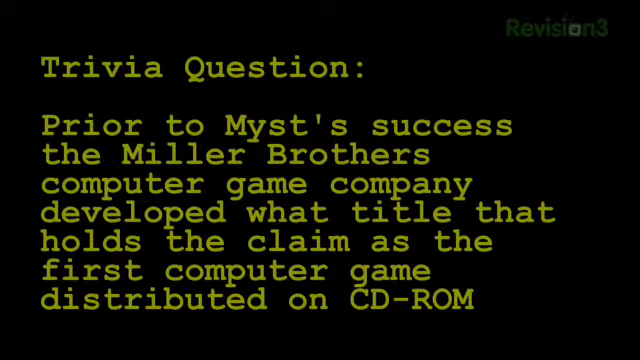 Revision3
Trivia Question:
Prior to Myst's success
the Miller Brothers
computer game company
developed what title that
holds the claim as the
first computer game
distributed on CD-ROM